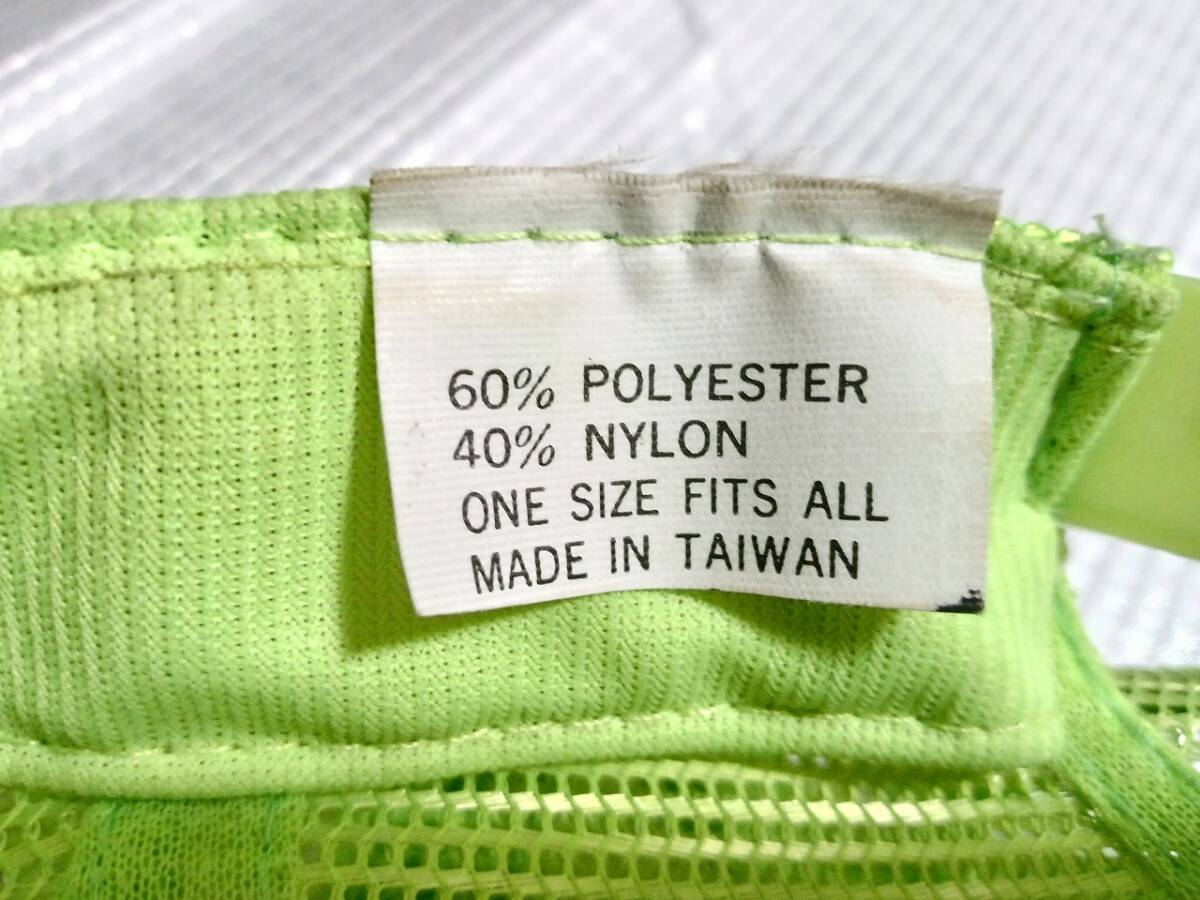 60% POLYESTER
40% NYLON
ONE SIZE FITS ALL
MADE IN TAIWAN